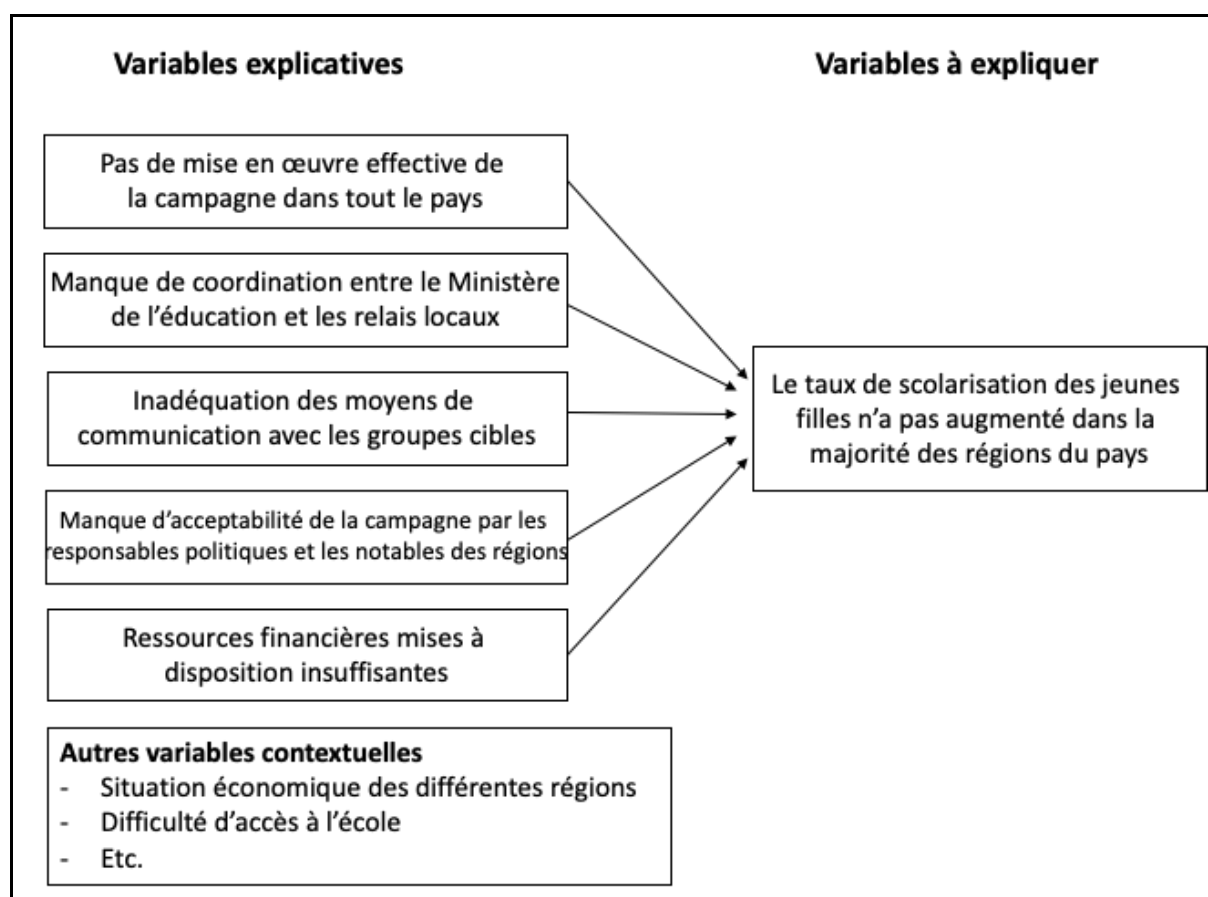 Variables explicatives
Variables à expliquer
Pas de mise en œuvre effective de
la campagne dans tout le pays
Manque de coordination entre le Ministère
de l'éducation et les relais locaux
Inadéquation des moyens de
communication avec les groupes cibles
Manque d'acceptabilité de la campagne par les
responsables politiques et les notables des régions
Ressources financières mises à
disposition insuffisantes
Le taux de scolarisation des jeunes
filles n'a pas augmenté dans la
majorité des régions du pays
Autres variables contextuelles
- Situation économique des différentes régions
- Difficulté d'accès à l'école
- Etc.